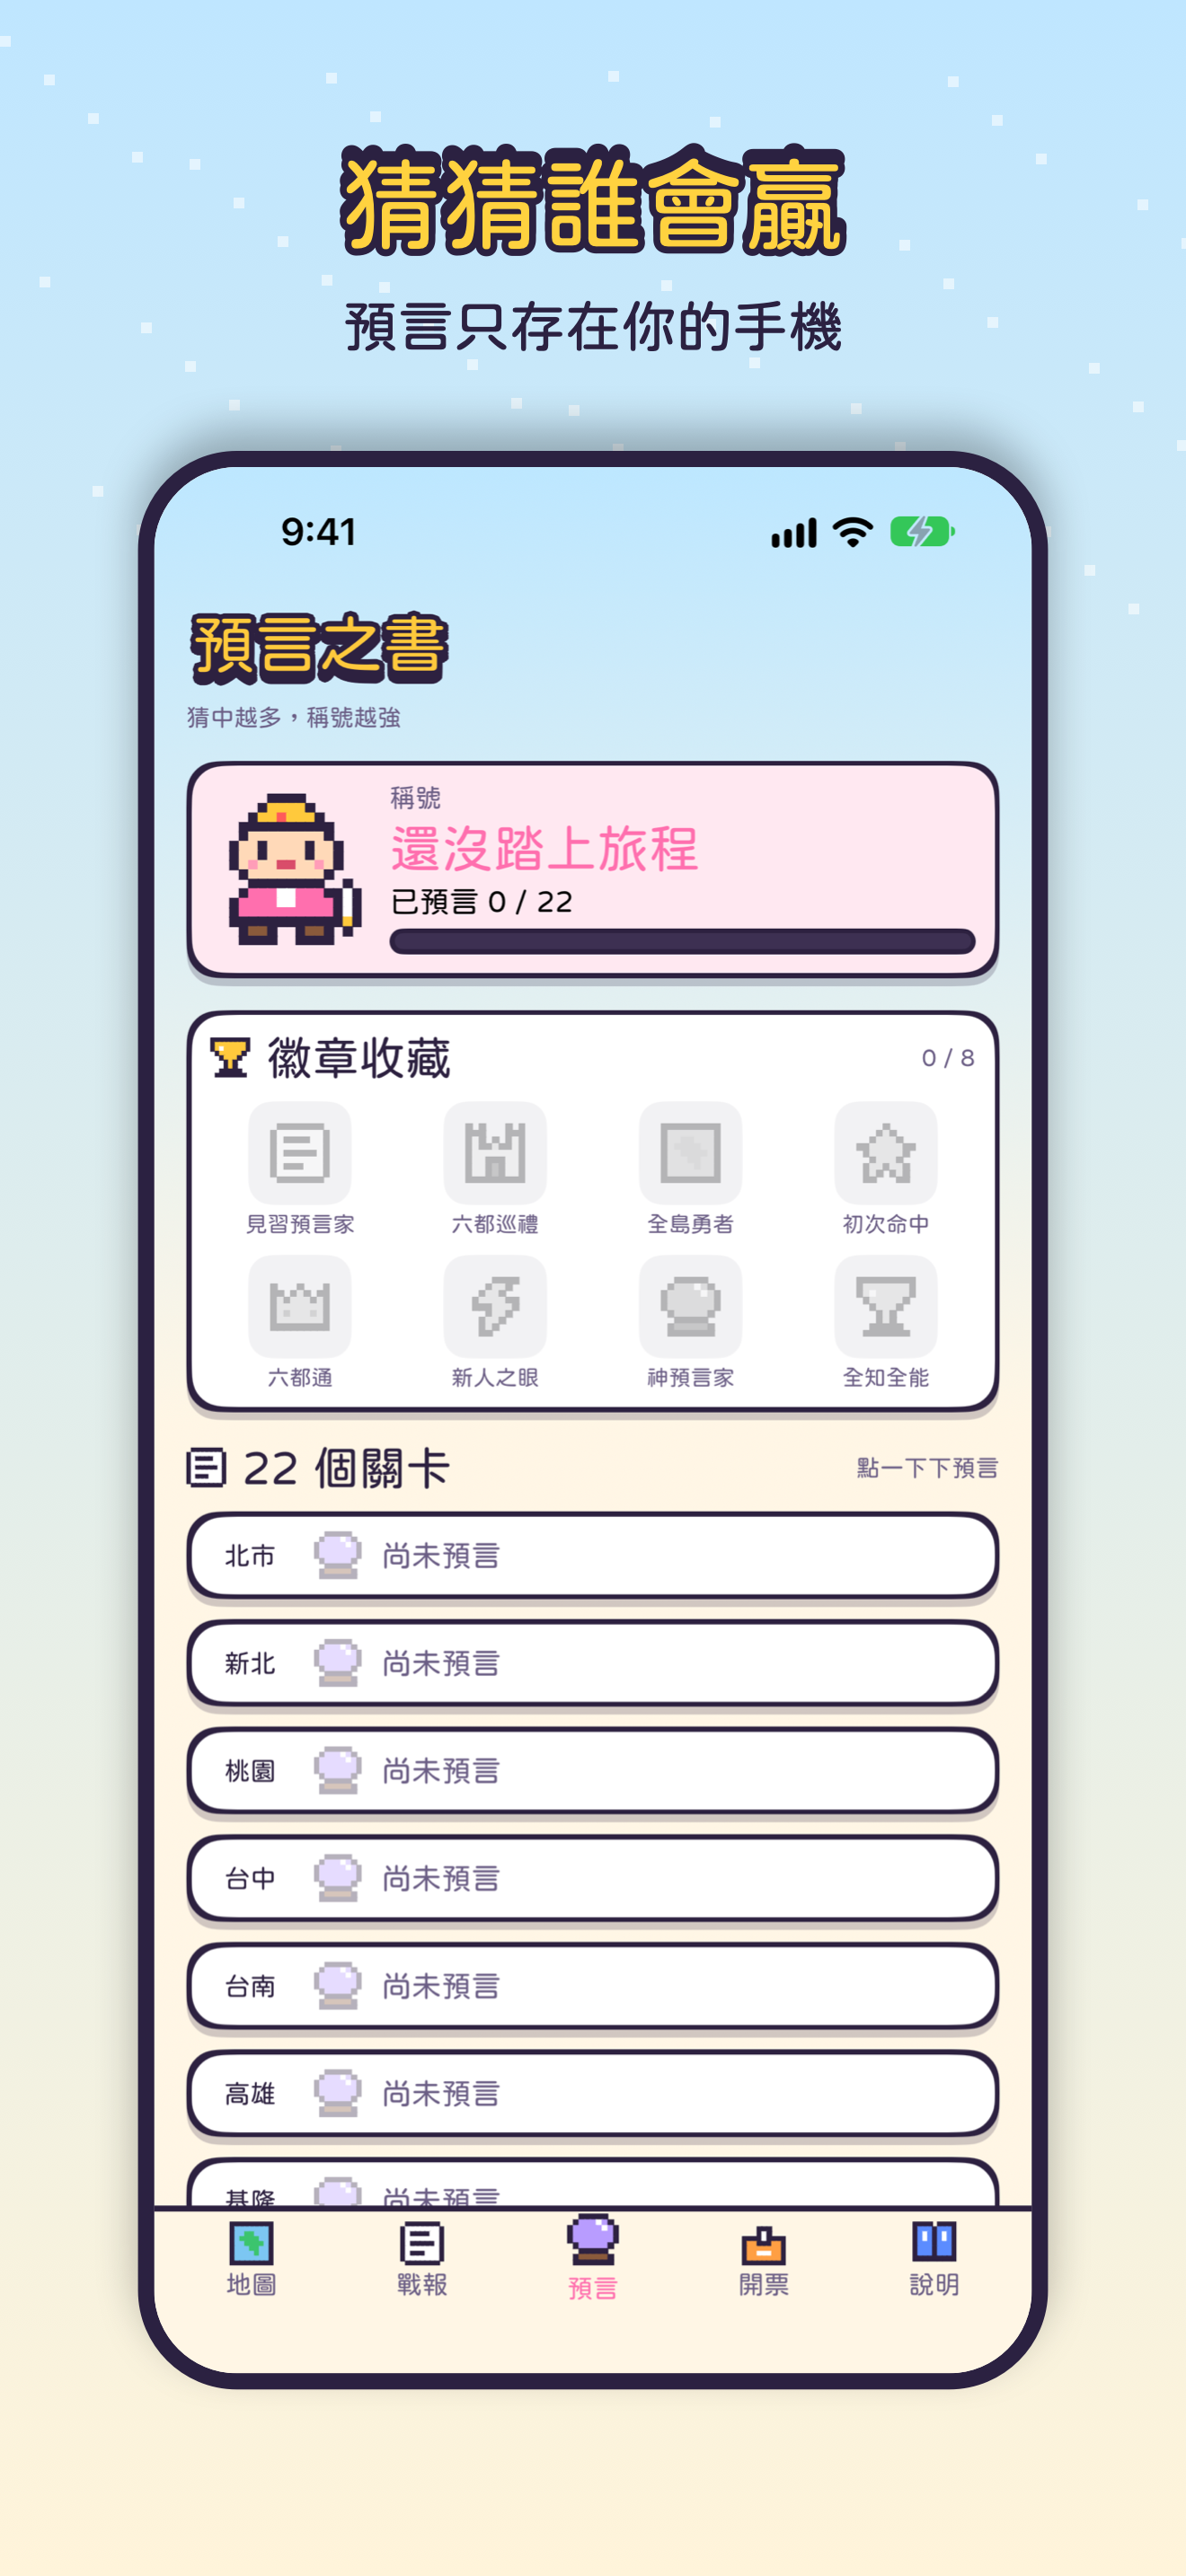 猜猜誰會贏
預言只存在你的手機
9:41
預言之書
猜中越多，稱號越強
稱號
還沒踏上旅程
已預言 0 / 22
徽章收藏
0 / 8
見習預言家
六都巡禮
全島勇者
初次命中
六都通
新人之眼
神預言家
全知全能
22 個關卡
點一下下預言
北市
尚未預言
新北
尚未預言
桃園
尚未預言
台中
尚未預言
台南
尚未預言
高雄
尚未預言
基隆
尚未預言
地圖
戰報
預言
開票
說明